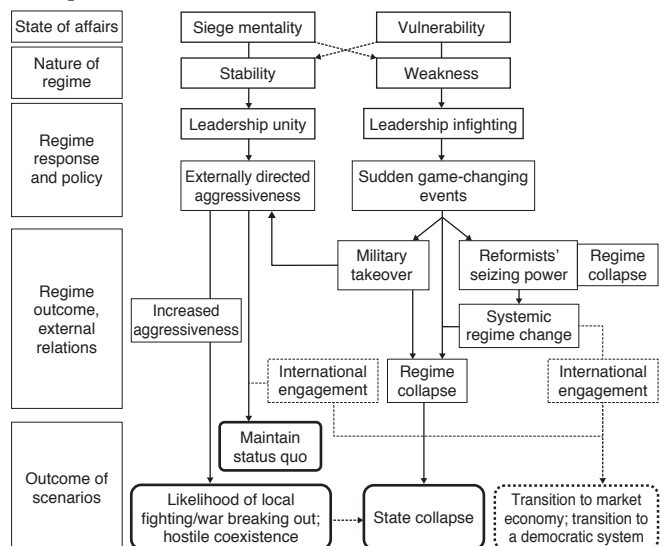 State of affairs
Siege mentality
Vulnerability
Nature of
regime
Stability
Weakness
Regime
response
and policy
Leadership unity
Leadership infighting
Externally directed
aggressiveness
Sudden game-changing
events
Regime
outcome,
external
relations
Military
takeover
Reformists'
seizing power
Regime
collapse
Increased
aggressiveness
Systemic
regime change
International
engagement
Regime
collapse
International
engagement
Maintain
status quo
Outcome of
scenarios
Likelihood of local
fighting/war breaking out;
hostile coexistence
State collapse
Transition to market
economy; transition to
a democratic system